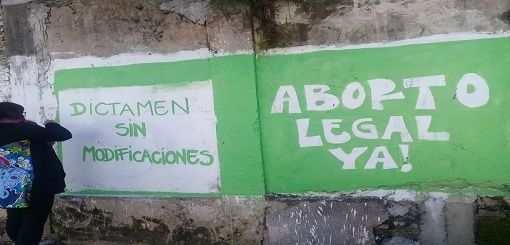 DiCTAMEN
SIN
MODIFICACIONES
ABORTO
LEGAL
YA!